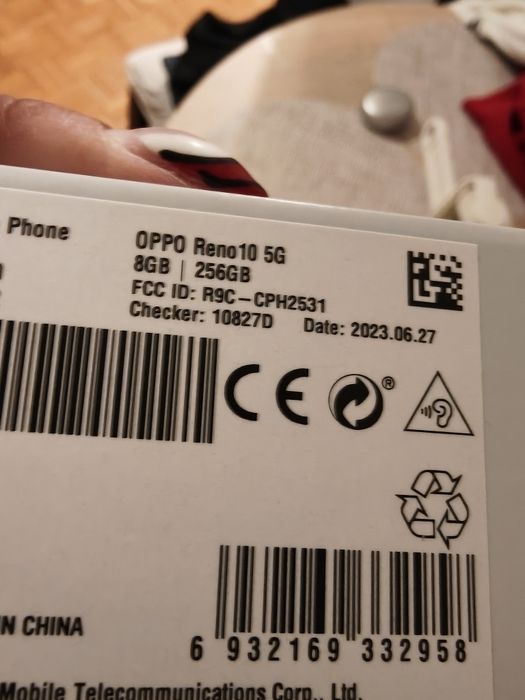 Phone
OPPO Reno10 5G
8GB | 256GB
FCC ID: R9C-CPH2531
Checker: 10827D Date: 2023.06.27
CE ®
6 932169 332958
N CHINA
Mobile Telecommunications Corp., Ltd.